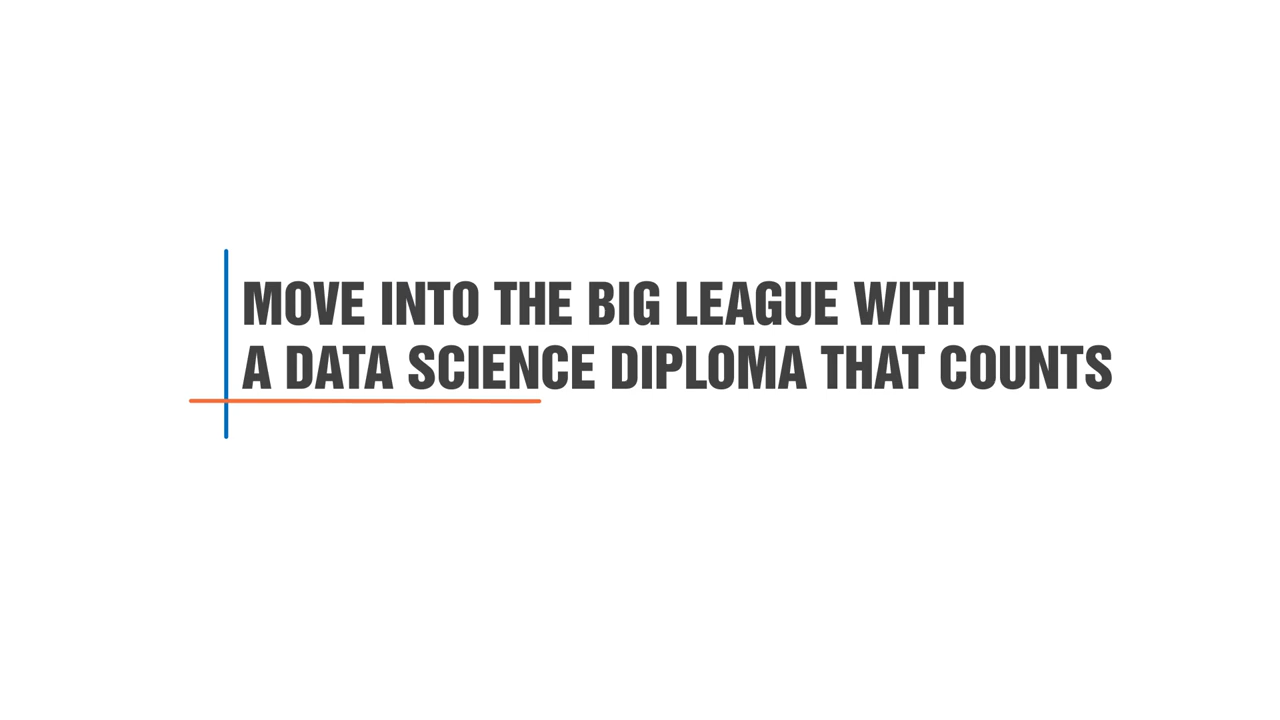 MOVE INTO THE BIG LEAGUE WITH
A DATA SCIENCE DIPLOMA THAT COUNTS